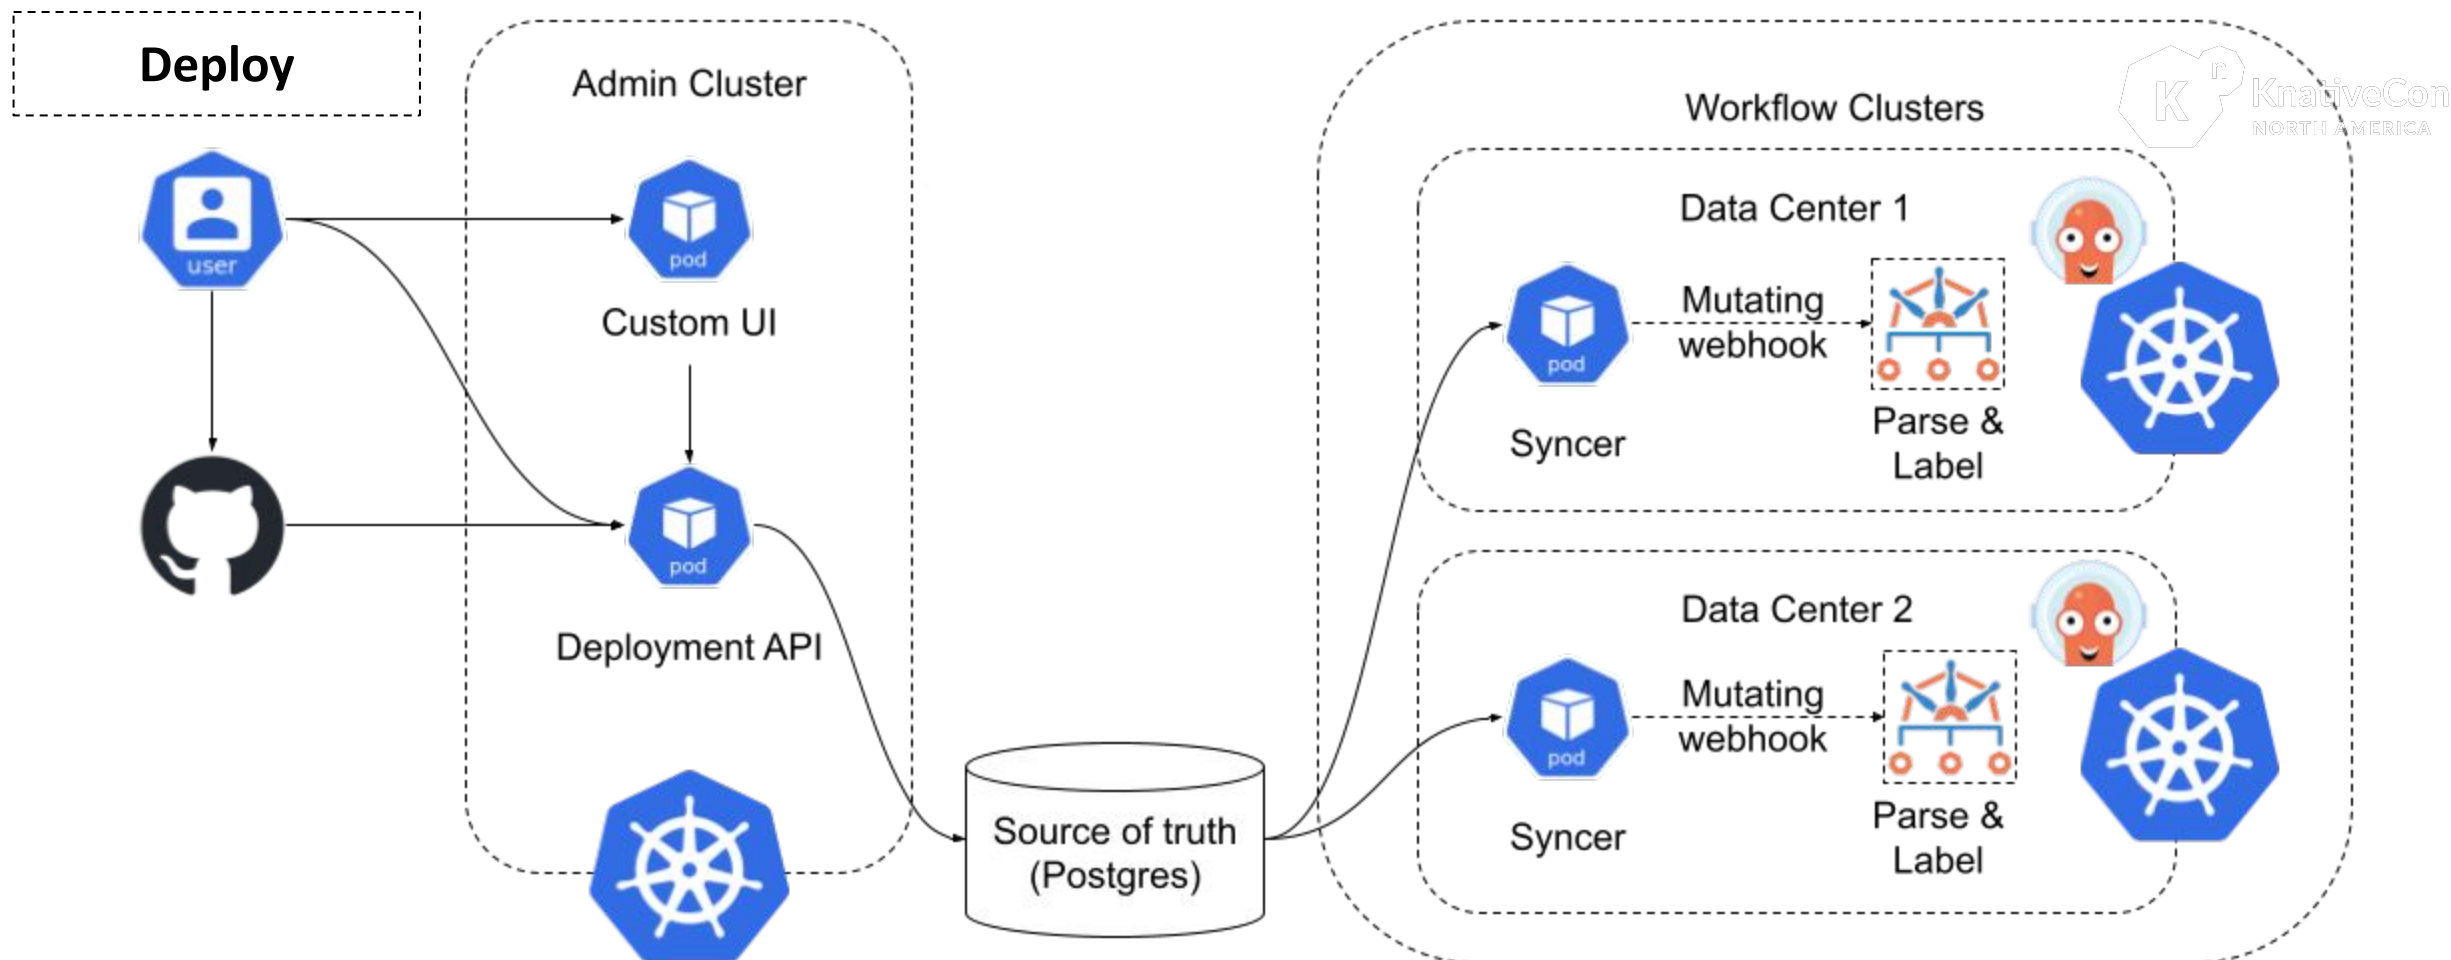 Deploy
Admin Cluster
Workflow Clusters
K
n
KnativeCon
NORTH AMERICA
user
pod
Custom UI
pod
Deployment API
Source of truth
(Postgres)
Data Center 1
pod
Syncer
Mutating
webhook
Parse &
Label
Data Center 2
pod
Syncer
Mutating
webhook
Parse &
Label